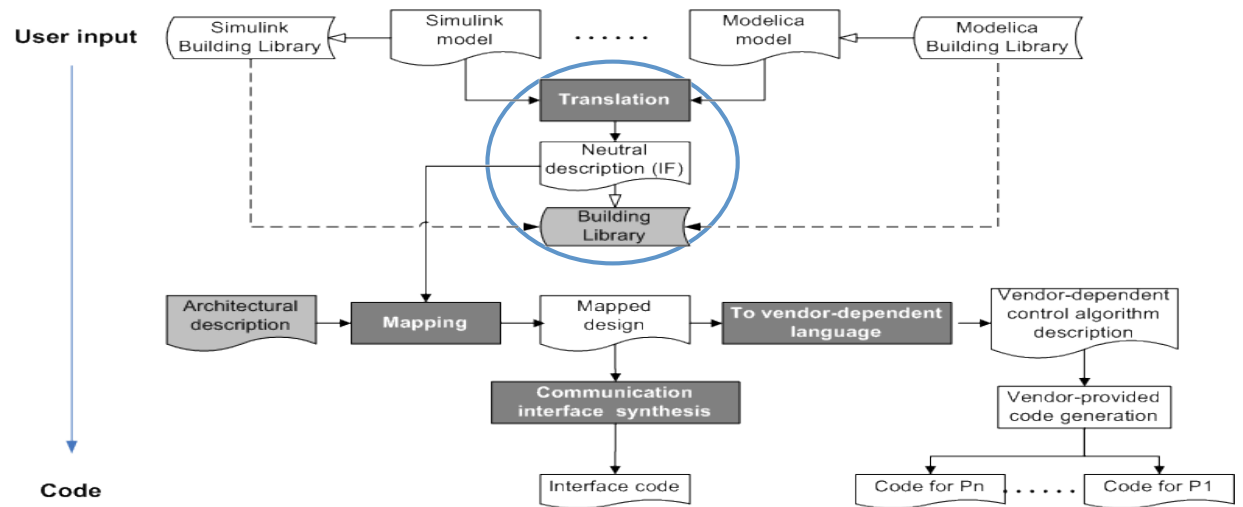 User input
Simulink
Building Library
Simulink
model
......
Modelica
model
Modelica
Building Library
Translation
Neutral
description (IF)
Building
Library
Architectural
description
Mapping
Mapped
design
To vendor-dependent
language
Vendor-dependent
control algorithm
description
Communication
interface synthesis
Vendor-provided
code generation
Code
Interface code
Code for Pn
......
Code for P1